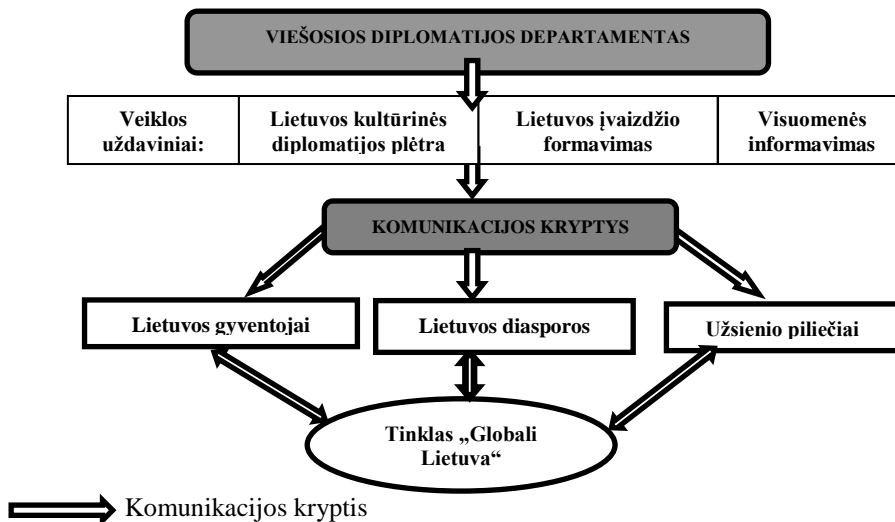 VIEŠOSIOS DIPLOMATIJOS DEPARTAMENTAS
Veiklos
uždaviniai:
Lietuvos kultūrinės
diplomatijos plėtra
Lietuvos įvaizdžio
formavimas
Visuomenės
informavimas
KOMUNIKACIJOS KRYPTYS
Lietuvos gyventojai
Lietuvos diasporos
Užsienio piliečiai
Tinklas „Globali
Lietuva“
Komunikacijos kryptis